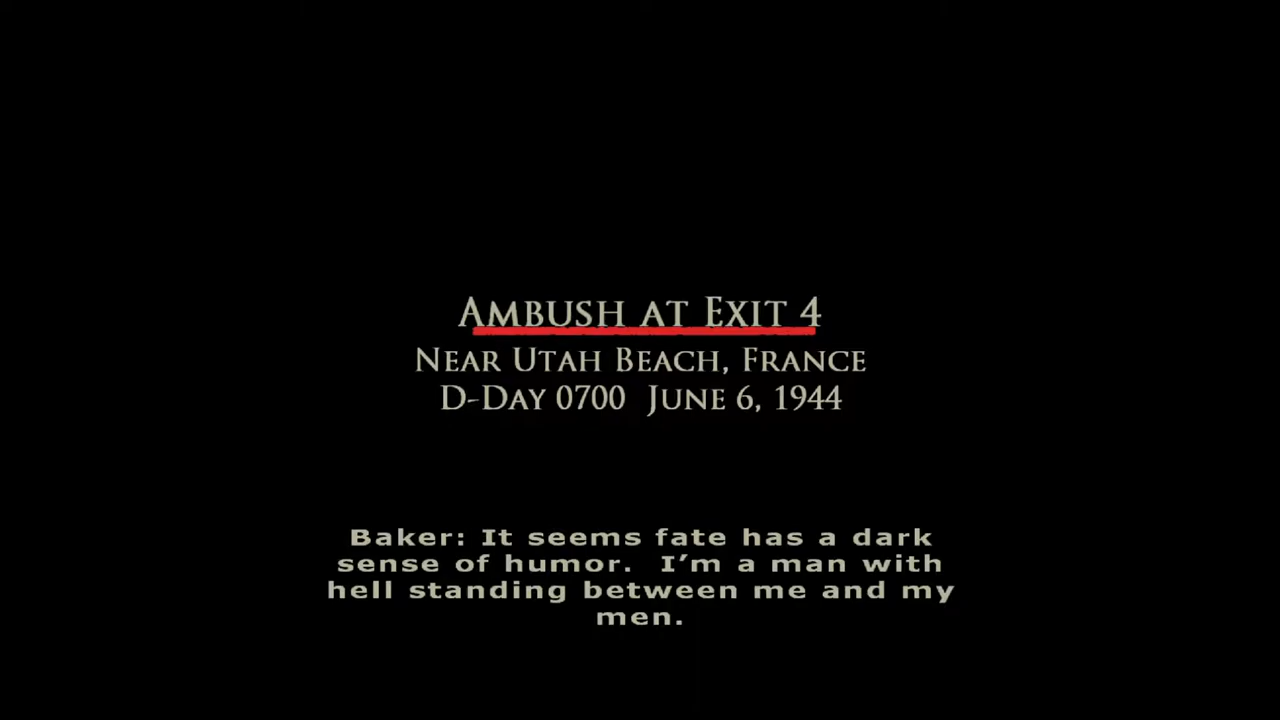 Ambush at Exit 4
Near Utah Beach, France
D-Day 0700 June 6, 1944
Baker: It seems fate has a dark
sense of humor. I’m a man with
hell standing between me and my
men.